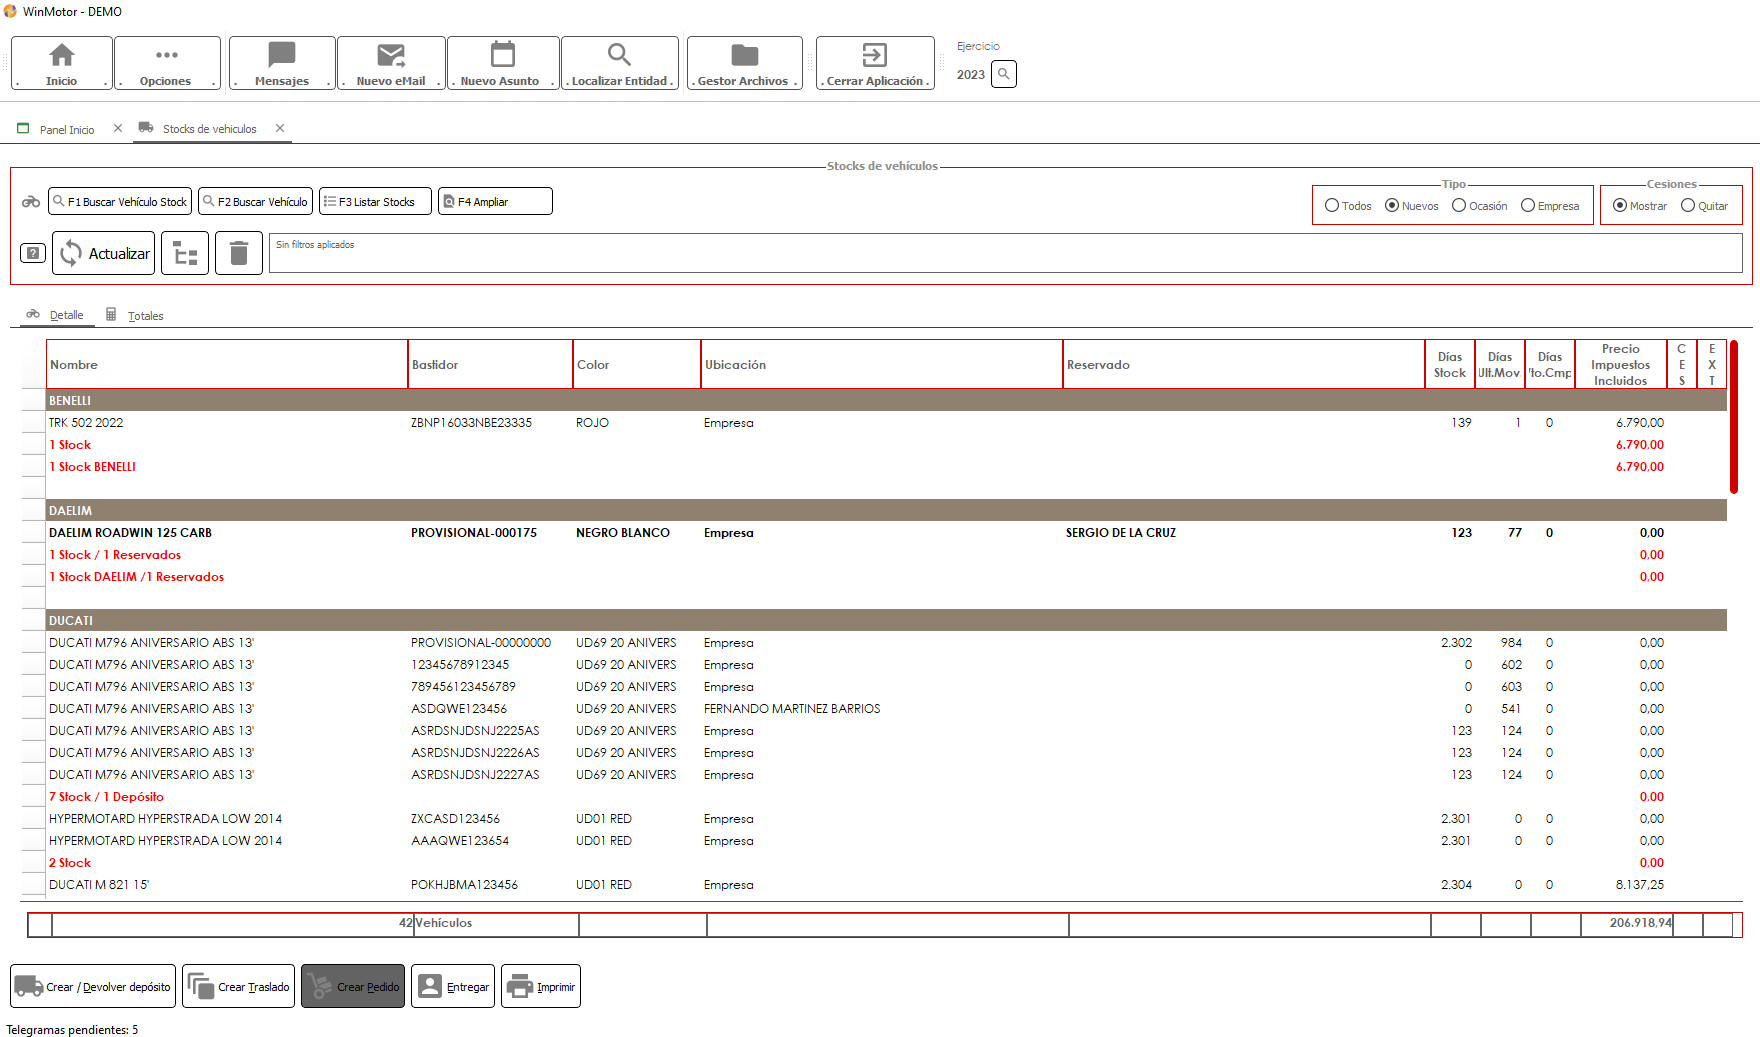 WinMotor - DEMO
Inicio
Opciones
Mensajes
Nuevo eMail
Nuevo Asunto
Localizar Entidad
Gestor Archivos
Cerrar Aplicación
Ejercicio
2023
Panel Inicio
Stocks de vehiculos
Stocks de vehículos
F1 Buscar Vehículo Stock
F2 Buscar Vehículo
F3 Listar Stocks
F4 Ampliar
Tipo
Todos Nuevos Ocasión Empresa
Cesiones
Mostrar Quitar
Actualizar
Sin filtros aplicados
Detalle
Totales
Nombre Bastidor Color Ubicación Reservado Días Stock Días Ult.Mov. Días Vto.Cmp Precio Impuestos Incluidos CES EXT
BENELLI
TRK 502 2022 ZBNP16033NBE23335 ROJO Empresa 139 1 0 6.790,00
1 Stock 6.790,00
1 Stock BENELLI 6.790,00
DAELIM
DAELIM ROADWIN 125 CARB PROVISIONAL-000175 NEGRO BLANCO Empresa SERGIO DE LA CRUZ 123 77 0 0,00
1 Stock / 1 Reservados 0,00
1 Stock DAELIM /1 Reservados 0,00
DUCATI
DUCATI M796 ANIVERSARIO ABS 13' PROVISIONAL-00000000 UD69 20 ANIVERS Empresa 2.302 984 0 0,00
DUCATI M796 ANIVERSARIO ABS 13' 12345678912345 UD69 20 ANIVERS Empresa 0 602 0 0,00
DUCATI M796 ANIVERSARIO ABS 13' 789456123456789 UD69 20 ANIVERS Empresa 0 603 0 0,00
DUCATI M796 ANIVERSARIO ABS 13' ASDQWE123456 UD69 20 ANIVERS FERNANDO MARTINEZ BARRIOS 0 541 0 0,00
DUCATI M796 ANIVERSARIO ABS 13' ASRDSNJDSNJ2225AS UD69 20 ANIVERS Empresa 123 124 0 0,00
DUCATI M796 ANIVERSARIO ABS 13' ASRDSNJDSNJ2226AS UD69 20 ANIVERS Empresa 123 124 0 0,00
DUCATI M796 ANIVERSARIO ABS 13' ASRDSNJDSNJ2227AS UD69 20 ANIVERS Empresa 123 124 0 0,00
7 Stock / 1 Depósito 0,00
HYPERMOTARD HYPERSTRADA LOW 2014 ZXCASD123456 UD01 RED Empresa 2.301 0 0 0,00
HYPERMOTARD HYPERSTRADA LOW 2014 AAAQWE123654 UD01 RED Empresa 2.301 0 0 0,00
2 Stock 0,00
DUCATI M 821 15' POKHJBMA123456 UD01 RED Empresa 2.304 0 0 8.137,25
42 Vehículos 206.918,94
Crear / Devolver depósito
Crear Traslado
Crear Pedido
Entregar
Imprimir
Telegramas pendientes: 5